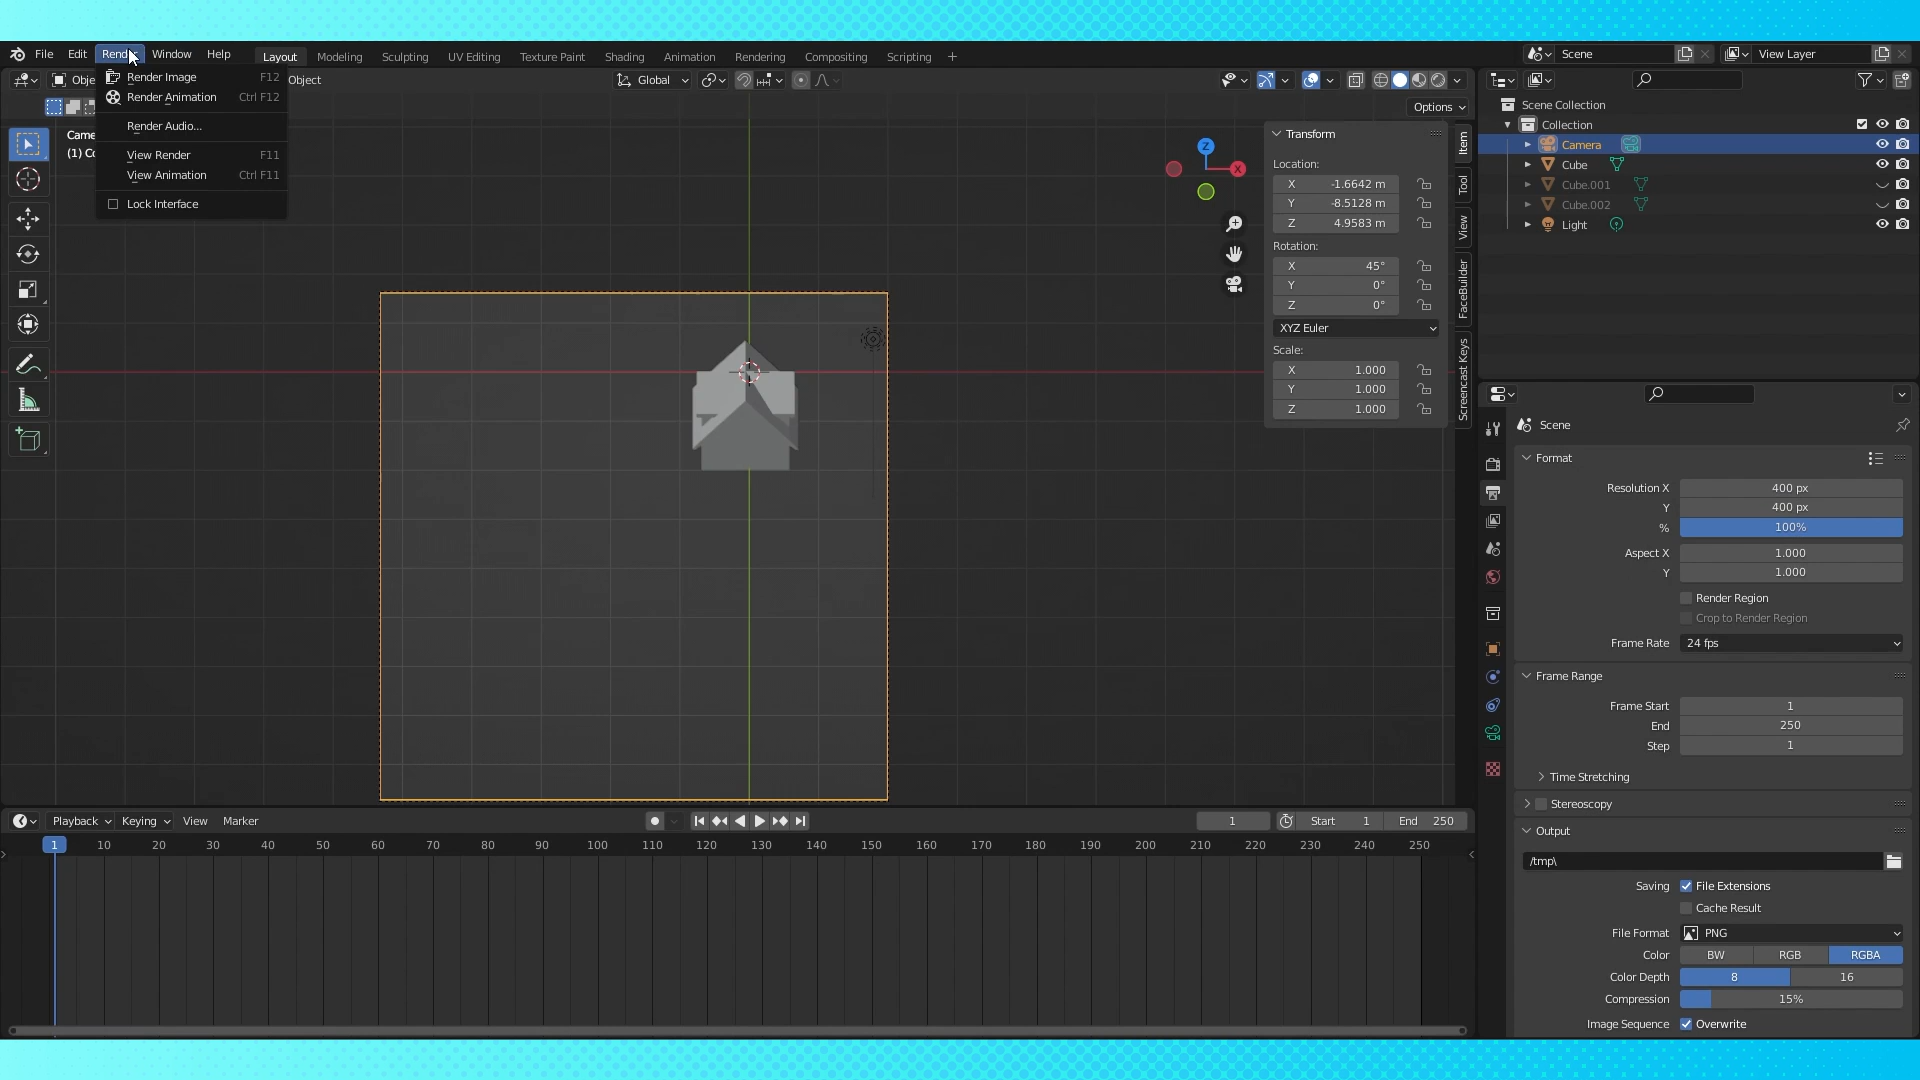 File Edit Render Window Help Layout Modeling Sculpting UV Editing Texture Paint Shading Animation Rendering Compositing Scripting + Scene View Layer
Object Global
Render Image F12
Render Animation Ctrl F12
Render Audio...
View Render F11
View Animation Ctrl F11
Lock Interface
Options
(1)
Transform
Location:
X -1.6642 m
Y -8.5128 m
Z 4.9583 m
Rotation:
X 45°
Y 0°
Z 0°
XYZ Euler
Scale:
X 1.000
Y 1.000
Z 1.000
Z
X
Item
Tool
View
FaceBuilder
Screencast Keys
Scene Collection
Collection
Camera
Cube
Cube.001
Cube.002
Light
Scene
Format
Resolution X 400 px
Y 400 px
% 100%
Aspect X 1.000
Y 1.000
Render Region
Crop to Render Region
Frame Rate 24 fps
Frame Range
Frame Start 1
End 250
Step 1
Time Stretching
Stereoscopy
Output
/tmp\
Saving File Extensions
Cache Result
File Format PNG
Color BW RGB RGBA
Color Depth 8 16
Compression 15%
Image Sequence Overwrite
Playback Keying View Marker 1 Start 1 End 250
1 10 20 30 40 50 60 70 80 90 100 110 120 130 140 150 160 170 180 190 200 210 220 230 240 250